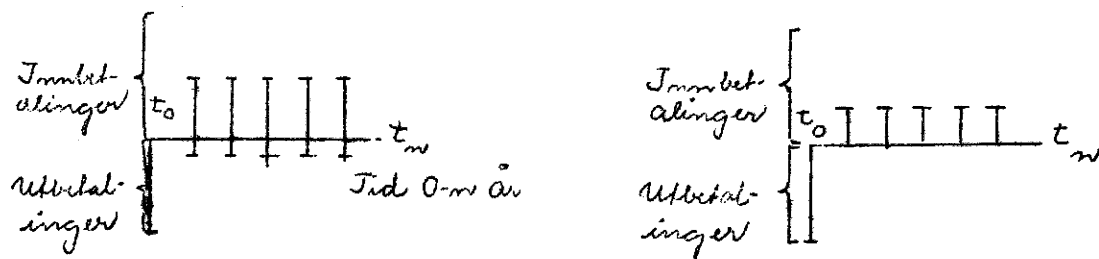 Innbet-
alinger
t₀
tₙ
Utbetal-
inger
Tid 0-n år
Innbet-
alinger
t₀
tₙ
Utbetal-
inger